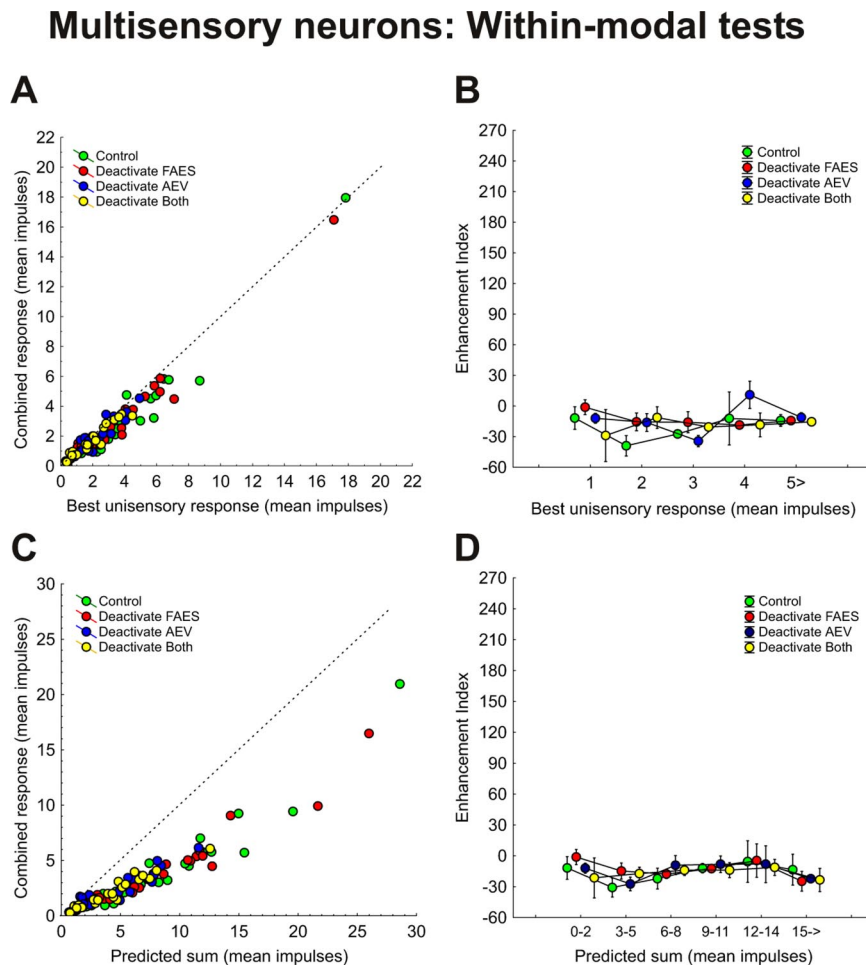 Multisensory neurons: Within-modal tests
A
22
20
18
16
14
12
10
8
6
4
2
0
Combined response (mean impulses)
Control
Deactivate FAES
Deactivate AEV
Deactivate Both
0 2 4 6 8 10 12 14 16 18 20 22
Best unisensory response (mean impulses)
B
270
240
210
180
150
120
90
60
30
0
-30
-60
Enhancement Index
Control
Deactivate FAES
Deactivate AEV
Deactivate Both
1 2 3 4 5>
Best unisensory response (mean impulses)
C
30
25
20
15
10
5
0
Combined response (mean impulses)
Control
Deactivate FAES
Deactivate AEV
Deactivate Both
0 5 10 15 20 25 30
Predicted sum (mean impulses)
D
270
240
210
180
150
120
90
60
30
0
-30
-60
Enhancement Index
Control
Deactivate FAES
Deactivate AEV
Deactivate Both
0-2 3-5 6-8 9-11 12-14 15->
Predicted sum (mean impulses)